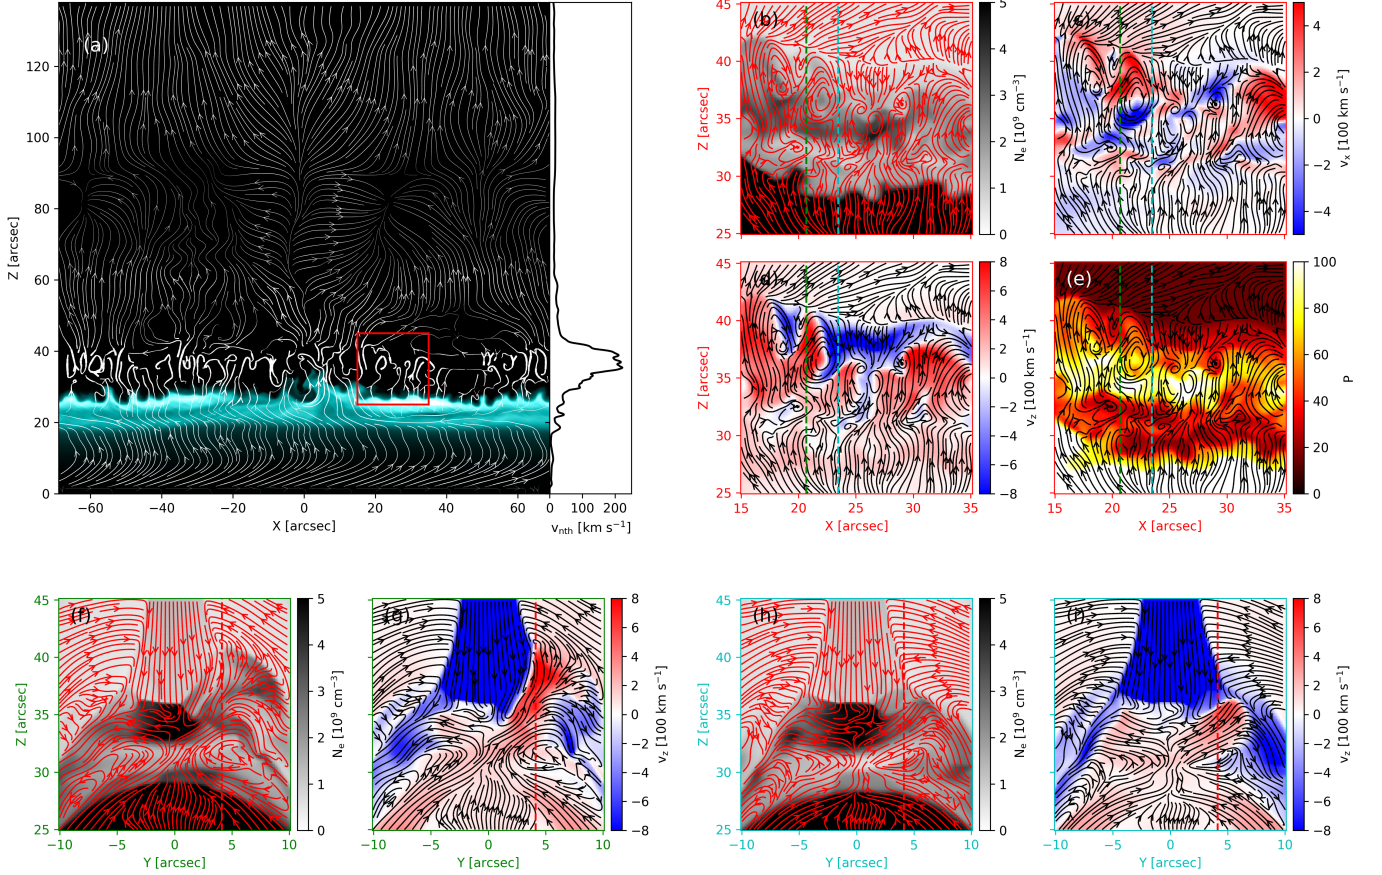 (a)
120
100
80
60
40
20
0
Z [arcsec]
−60 −40 −20 0 20 40 60
X [arcsec]
0 100 200
v_nth [km s⁻¹]
(b)
45
40
35
30
25
Z [arcsec]
5
4
3
2
1
0
N_e [10⁹ cm⁻³]
(c)
4
2
0
−2
−4
v_x [100 km s⁻¹]
(d)
45
40
35
30
25
Z [arcsec]
15 20 25 30 35
X [arcsec]
8
6
4
2
0
−2
−4
−6
−8
v_z [100 km s⁻¹]
(e)
15 20 25 30 35
X [arcsec]
100
80
60
40
20
0
P
(f)
45
40
35
30
25
Z [arcsec]
−10 −5 0 5 10
Y [arcsec]
5
4
3
2
1
0
N_e [10⁹ cm⁻³]
(g)
−10 −5 0 5 10
Y [arcsec]
8
6
4
2
0
−2
−4
−6
−8
v_z [100 km s⁻¹]
(h)
45
40
35
30
25
Z [arcsec]
−10 −5 0 5 10
Y [arcsec]
5
4
3
2
1
0
N_e [10⁹ cm⁻³]
(i)
−10 −5 0 5 10
Y [arcsec]
8
6
4
2
0
−2
−4
−6
−8
v_z [100 km s⁻¹]